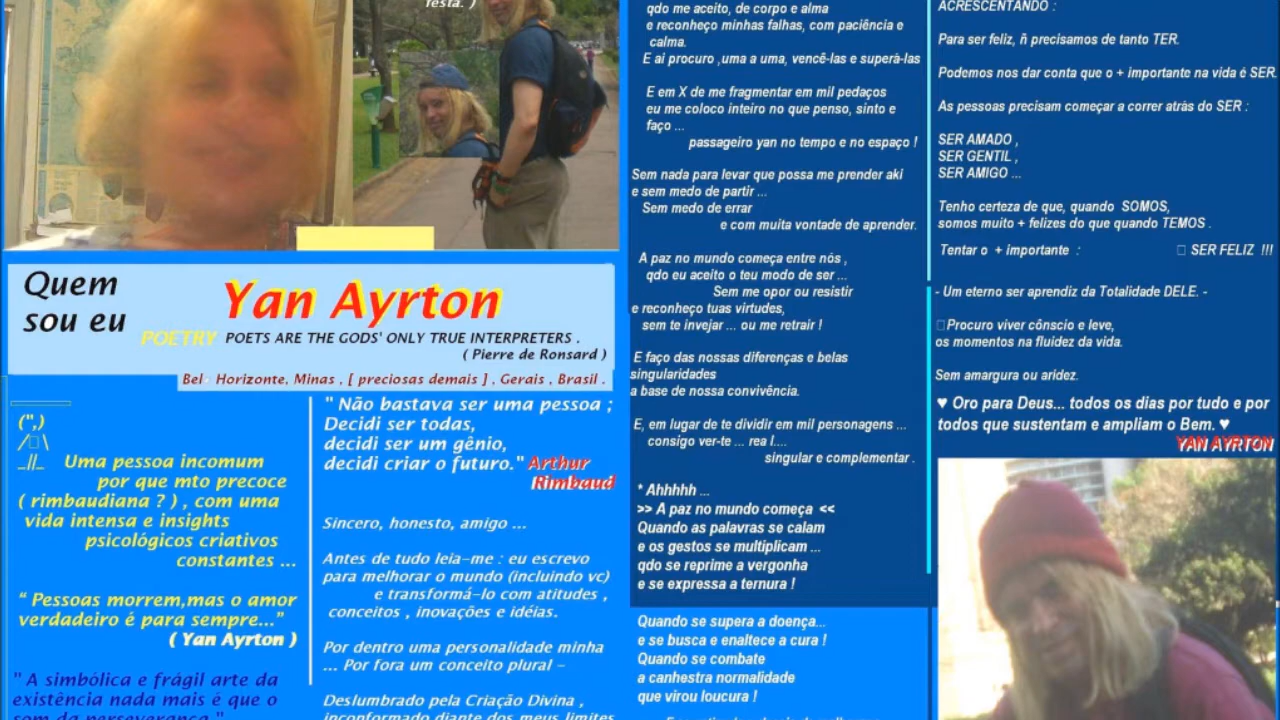 festa. )
Quem
sou eu
Yan Ayrton
POETRY POETS ARE THE GODS' ONLY TRUE INTERPRETERS .
( Pierre de Ronsard )
Bel Horizonte. Minas , [ preciosas demais ] , Gerais , Brasil .
(",)
/▯\
_||_ Uma pessoa incomum
por que mto precoce
( rimbaudiana ? ) , com uma
vida intensa e insights
psicológicos criativos
constantes ...
“ Pessoas morrem,mas o amor
verdadeiro é para sempre...”
( Yan Ayrton )
" A simbólica e frágil arte da
existência nada mais é que o
som da perseverança."
" Não bastava ser uma pessoa ;
Decidi ser todas,
decidi ser um gênio,
decidi criar o futuro." Arthur
Rimbaud
Sincero, honesto, amigo ...
Antes de tudo leia-me : eu escrevo
para melhorar o mundo (incluindo vc)
e transformá-lo com atitudes ,
conceitos , inovações e idéias.
Por dentro uma personalidade minha
... Por fora um conceito plural -
Deslumbrado pela Criação Divina ,
inconformado diante dos meus limites
qdo me aceito, de corpo e alma
e reconheço minhas falhas, com paciência e
calma.
E ai procuro ,uma a uma, vencê-las e superà-las
E em X de me fragmentar em mil pedaços
eu me coloco inteiro no que penso, sinto e
faço ...
passageiro yan no tempo e no espaço !
Sem nada para levar que possa me prender aki
e sem medo de partir ...
Sem medo de errar
e com muita vontade de aprender.
A paz no mundo começa entre nós ,
qdo eu aceito o teu modo de ser ...
Sem me opor ou resistir
e reconheço tuas virtudes,
sem te invejar ... ou me retrair !
E faço das nossas diferenças e belas
singularidades
a base de nossa convivência.
E, em lugar de te dividir em mil personagens ...
consigo ver-te ... rea l....
singular e complementar .
* Ahhhhh ...
>> A paz no mundo começa <<
Quando as palavras se calam
e os gestos se multiplicam ...
qdo se reprime a vergonha
e se expressa a ternura !
Quando se supera a doença...
e se busca e enaltece a cura !
Quando se combate
a canhestra normalidade
que virou loucura !
ACRESCENTANDO :
Para ser feliz, ñ precisamos de tanto TER.
Podemos nos dar conta que o + importante na vida é SER.
As pessoas precisam começar a correr atràs do SER :
SER AMADO ,
SER GENTIL ,
SER AMIGO ...
Tenho certeza de que, quando SOMOS,
somos muito + felizes do que quando TEMOS .
Tentar o + importante : ▯ SER FELIZ !!!
- Um eterno ser aprendiz da Totalidade DELE. -
▯Procuro viver cônscio e leve,
os momentos na fluidez da vida.
Sem amargura ou aridez.
♥ Oro para Deus... todos os dias por tudo e por
todos que sustentam e ampliam o Bem. ♥
YAN AYRTON